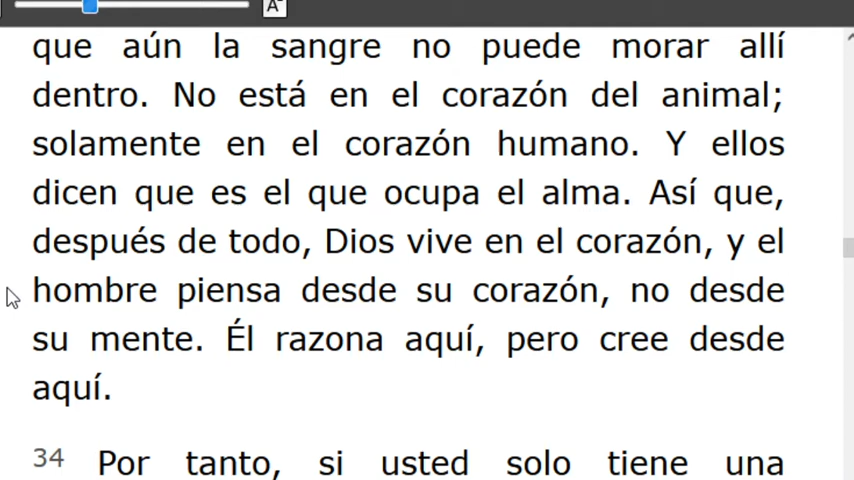 A
que aún la sangre no puede morar allí
dentro. No está en el corazón del animal;
solamente en el corazón humano. Y ellos
dicen que es el que ocupa el alma. Así que,
después de todo, Dios vive en el corazón, y el
hombre piensa desde su corazón, no desde
su mente. Él razona aquí, pero cree desde
aquí.
34 Por tanto, si usted solo tiene una